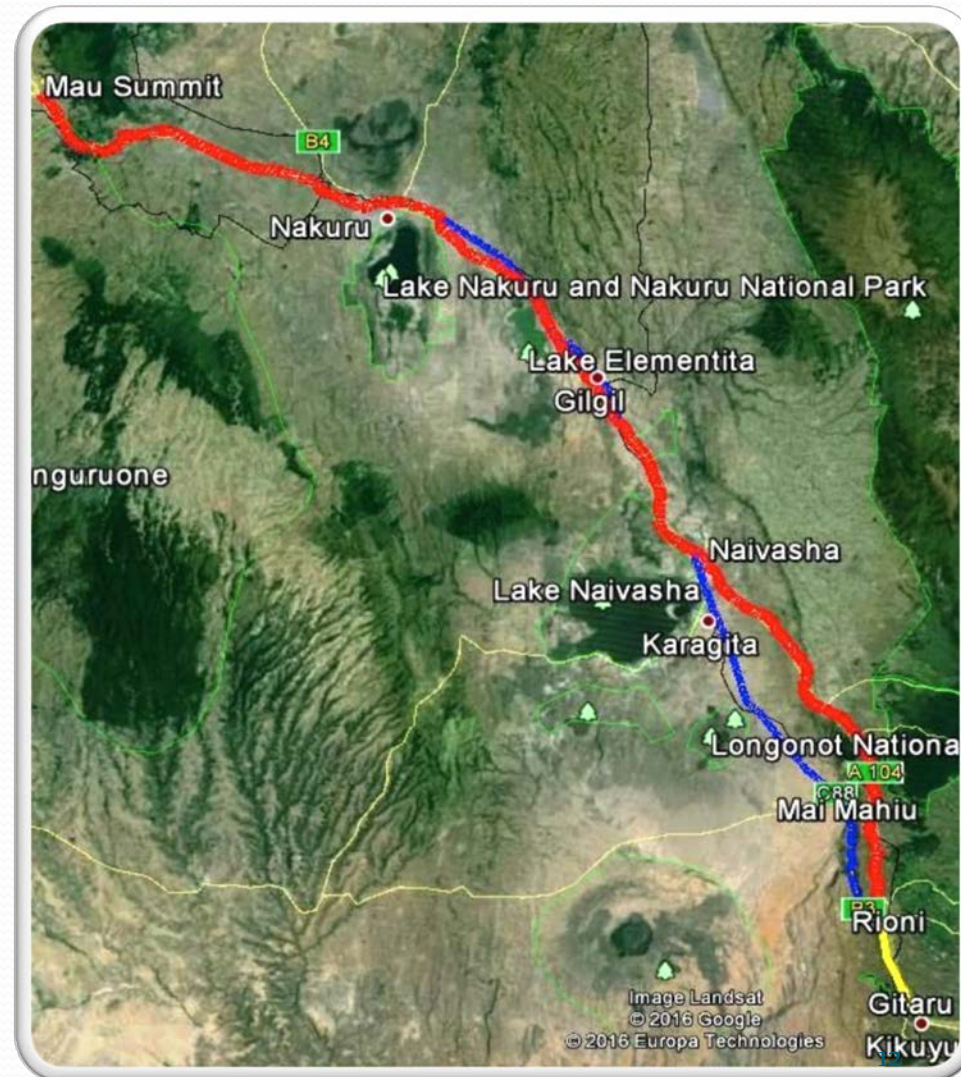 Mau Summit
B4
Nakuru
Lake Nakuru and Nakuru National Park
Lake Elementita
Gilgil
nguruone
Naivasha
Lake Naivasha
Karagita
Longonot Nationa
A 104
C88
Mai Mahiu
Rioni
Gitaru
Kikuyu
Image Landsat
© 2016 Google
© 2016 Europa Technologies